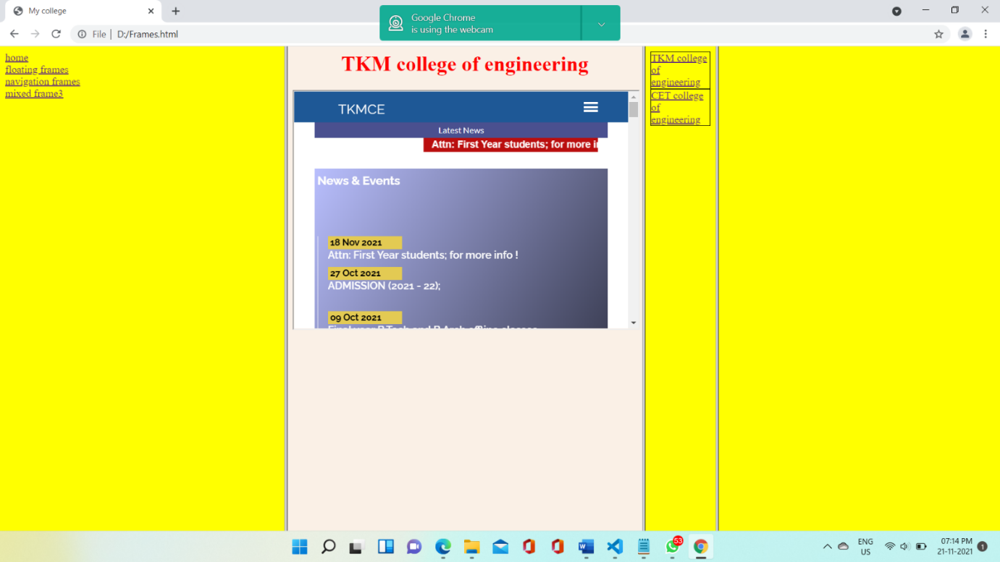 My college
Google Chrome
is using the webcam
File
D:/Frames.html
home
floating frames
navigation frames
mixed frame3
TKM college of engineering
TKMCE
Latest News
Attn: First Year students; for more
News & Events
18 Nov 2021
Attn: First Year students; for more info !
27 Oct 2021
ADMISSION (2021 - 22);
09 Oct 2021
TKM college
of
engineering
CET college
of
engineering
53
ENG
US
07:14 PM
21-11-2021
1